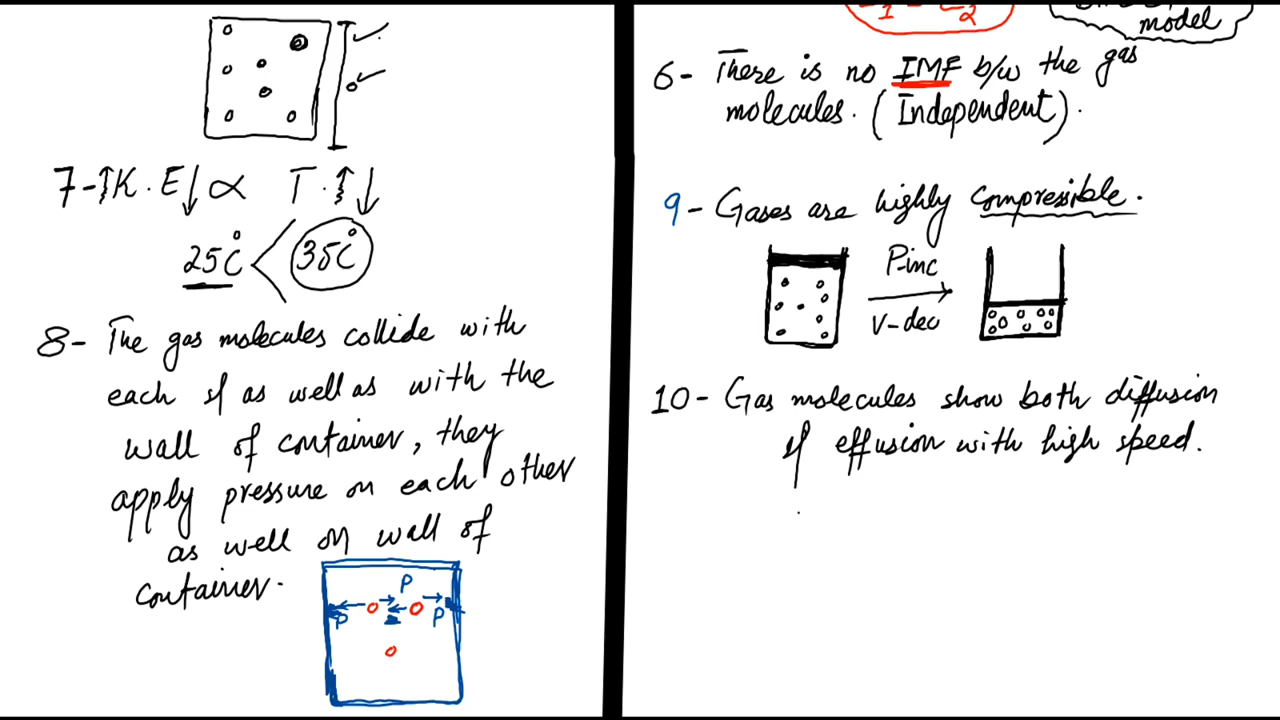 7-↑K.E↓ ∝ T.↑↓
25c° < 35c°
8- The gas molecules collide with
each & as well as with the
wall of container, they
apply pressure on each other
as well on wall of
container.
P
P
P
model
6- There is no IMF b/w the gas
molecules. (Independent).
9- Gases are highly compressible.
P-inc
V-dec
10- Gas molecules show both diffusion
& effusion with high speed.